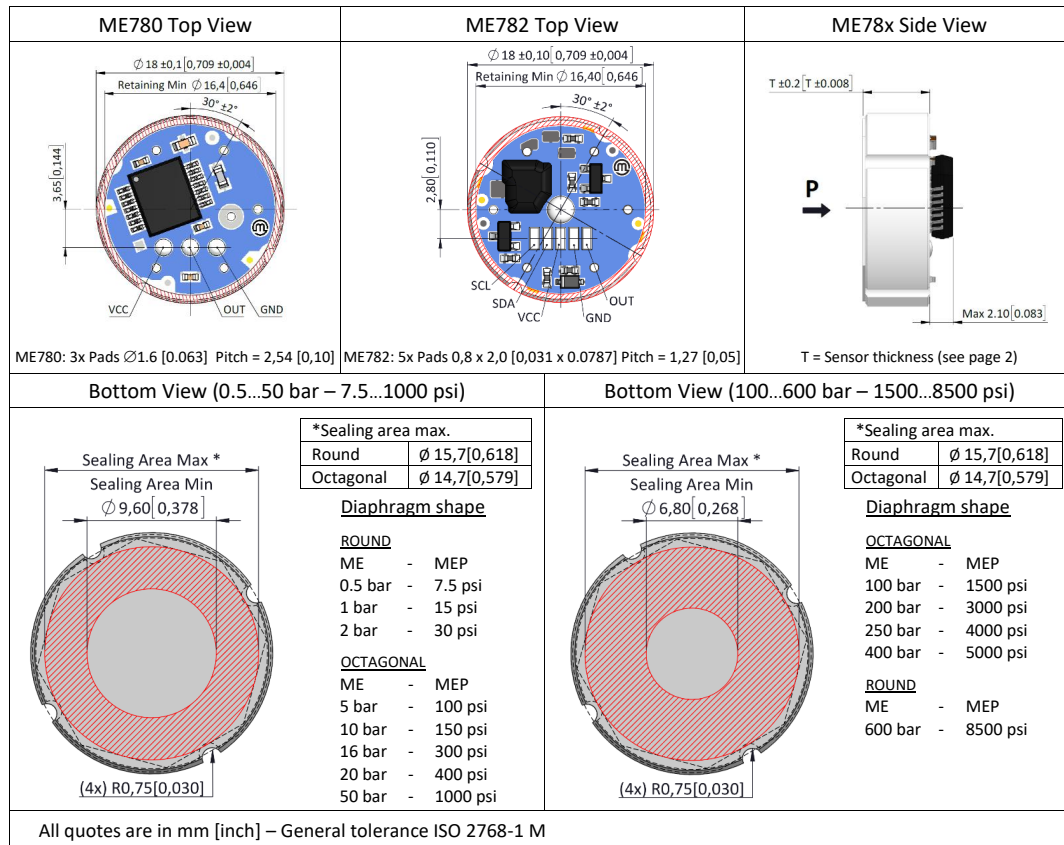 ME780 Top View
∅ 18 ±0,1 [0,709 ±0,004]
Retaining Min ∅ 16,4 [0,646]
30° ±2°
3,65 [0,144]
VCC
OUT
GND
ME780: 3x Pads ∅1.6 [0.063] Pitch = 2,54 [0,10]
ME782 Top View
∅ 18 ±0,10[0,709 ±0,004]
Retaining Min ∅ 16,40 [0,646]
30° ±2°
2,80 [0,110]
SCL
SDA
VCC
GND
OUT
ME782: 5x Pads 0,8 x 2,0 [0,031 x 0.0787] Pitch = 1,27 [0,05]
ME78x Side View
T ±0.2 [T ±0.008]
P
Max 2.10[0.083]
T = Sensor thickness (see page 2)
Bottom View (0.5...50 bar – 7.5...1000 psi)
*Sealing area max.
Round Ø 15,7[0,618]
Octagonal Ø 14,7[0,579]
Sealing Area Max *
Sealing Area Min
∅ 9,60[0,378]
(4x) R0,75[0,030]
Diaphragm shape
ROUND
ME - MEP
0.5 bar - 7.5 psi
1 bar - 15 psi
2 bar - 30 psi
OCTAGONAL
ME - MEP
5 bar - 100 psi
10 bar - 150 psi
16 bar - 300 psi
20 bar - 400 psi
50 bar - 1000 psi
Bottom View (100...600 bar – 1500...8500 psi)
*Sealing area max.
Round Ø 15,7[0,618]
Octagonal Ø 14,7[0,579]
Sealing Area Max *
Sealing Area Min
∅ 6,80[0,268]
(4x) R0,75[0,030]
Diaphragm shape
OCTAGONAL
ME - MEP
100 bar - 1500 psi
200 bar - 3000 psi
250 bar - 4000 psi
400 bar - 5000 psi
ROUND
ME - MEP
600 bar - 8500 psi
All quotes are in mm [inch] – General tolerance ISO 2768-1 M